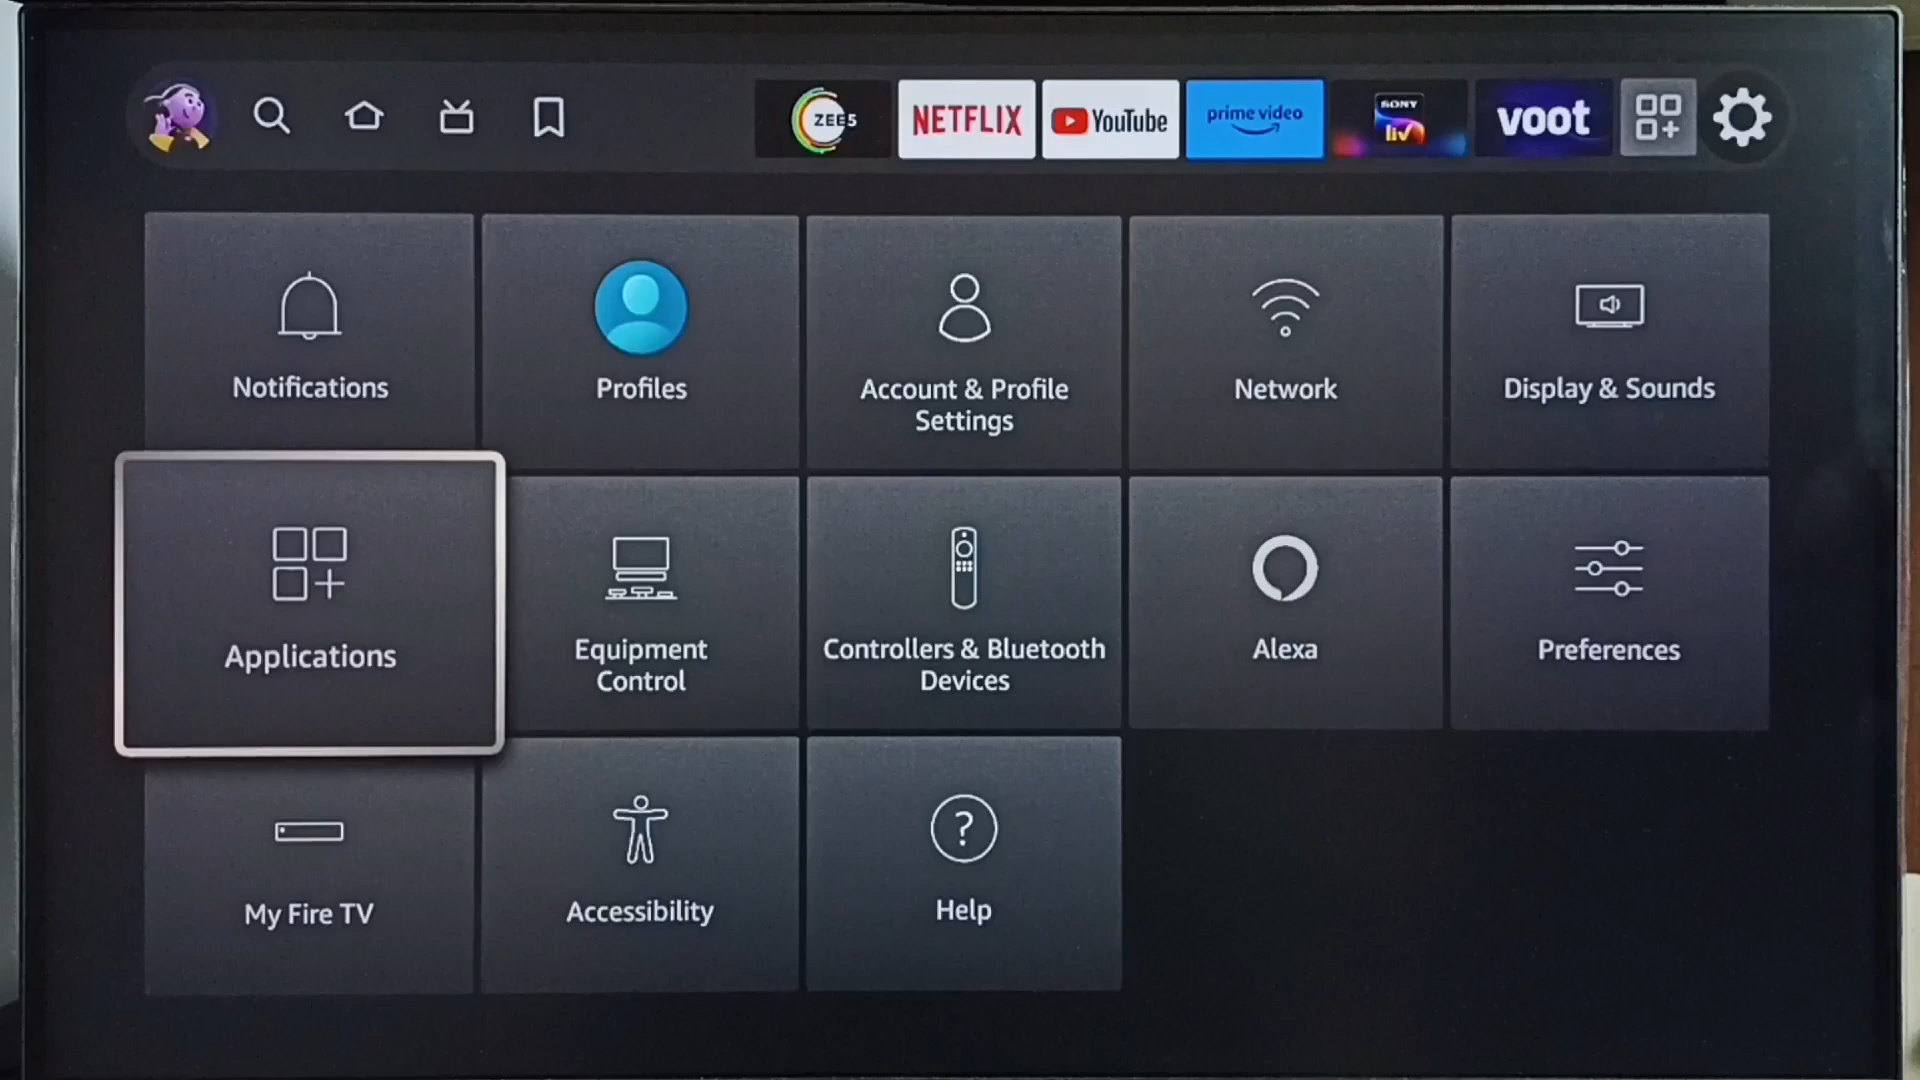 ZEE5
NETFLIX
YouTube
prime video
SONY
liv
voot
Notifications
Profiles
Account & Profile
Settings
Network
Display & Sounds
Applications
Equipment
Control
Controllers & Bluetooth
Devices
Alexa
Preferences
My Fire TV
Accessibility
?
Help